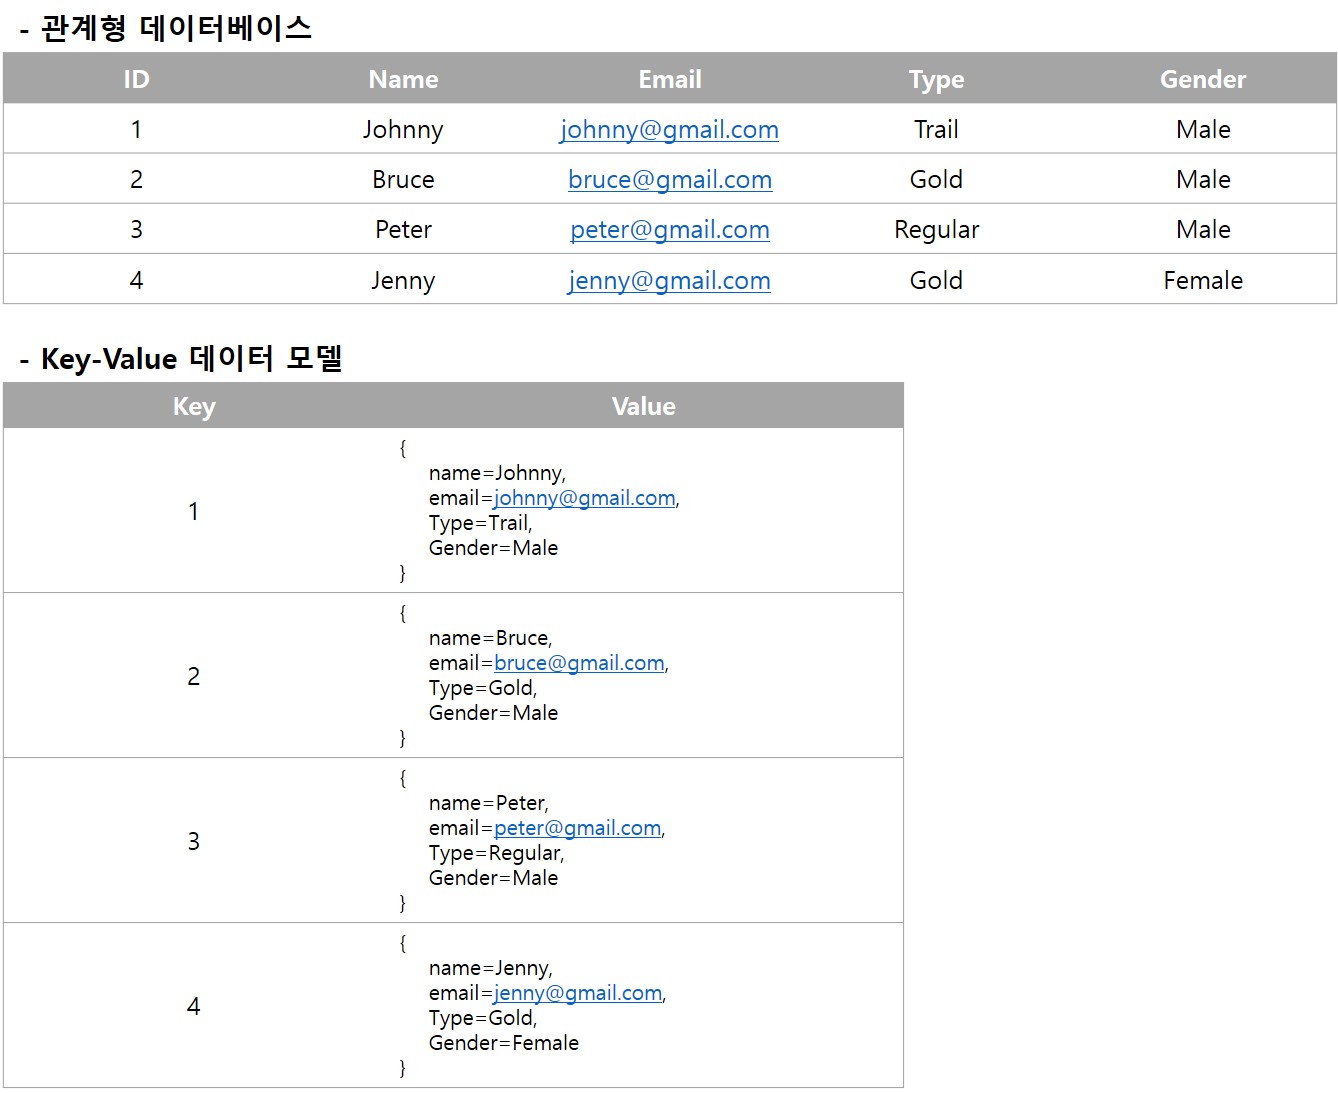 - 관계형 데이터베이스
ID Name Email Type Gender
1 Johnny johnny@gmail.com Trail Male
2 Bruce bruce@gmail.com Gold Male
3 Peter peter@gmail.com Regular Male
4 Jenny jenny@gmail.com Gold Female
- Key-Value 데이터 모델
Key Value
1
{
name=Johnny,
email=johnny@gmail.com,
Type=Trail,
Gender=Male
}
2
{
name=Bruce,
email=bruce@gmail.com,
Type=Gold,
Gender=Male
}
3
{
name=Peter,
email=peter@gmail.com,
Type=Regular,
Gender=Male
}
4
{
name=Jenny,
email=jenny@gmail.com,
Type=Gold,
Gender=Female
}